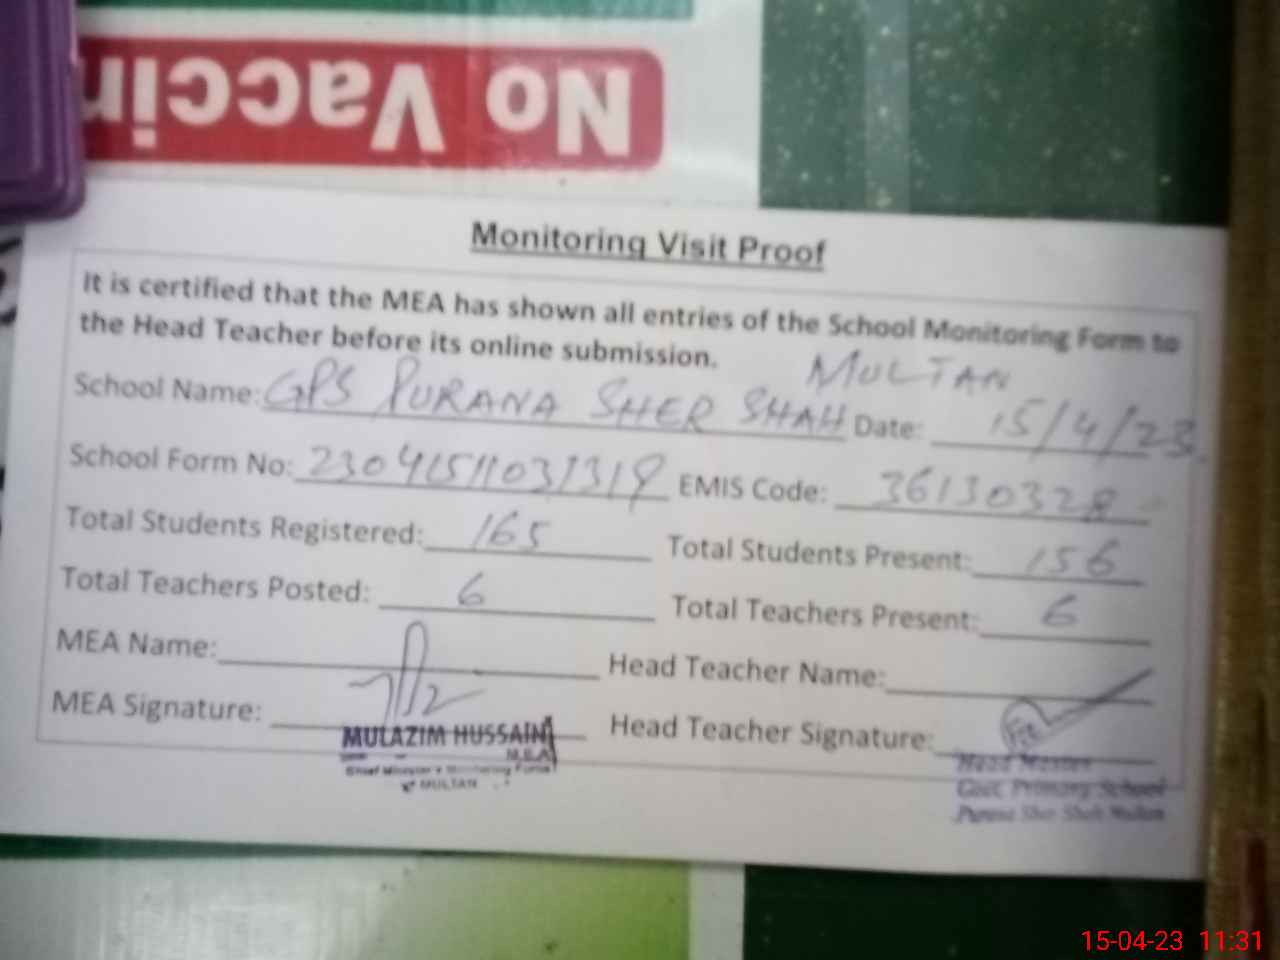 No Vaccin
Monitoring Visit Proof
It is certified that the MEA has shown all entries of the School Monitoring Form to
the Head Teacher before its online submission.
MULTAN
School Name: GPS PURANA SHER SHAH Date: 15/4/23
School Form No: EMIS Code: 36130328
Total Students Registered: 165 Total Students Present: 156
Total Teachers Posted: 6 Total Teachers Present: 6
MEA Name: Head Teacher Name:
MEA Signature: Head Teacher Signature:
MULAZIM HUSSAIN
M.E.A
Chief Minister's Monitoring Force
MULTAN
Head Master
Govt. Primary School
Purana Sher Shah Multan
15-04-23 11:31